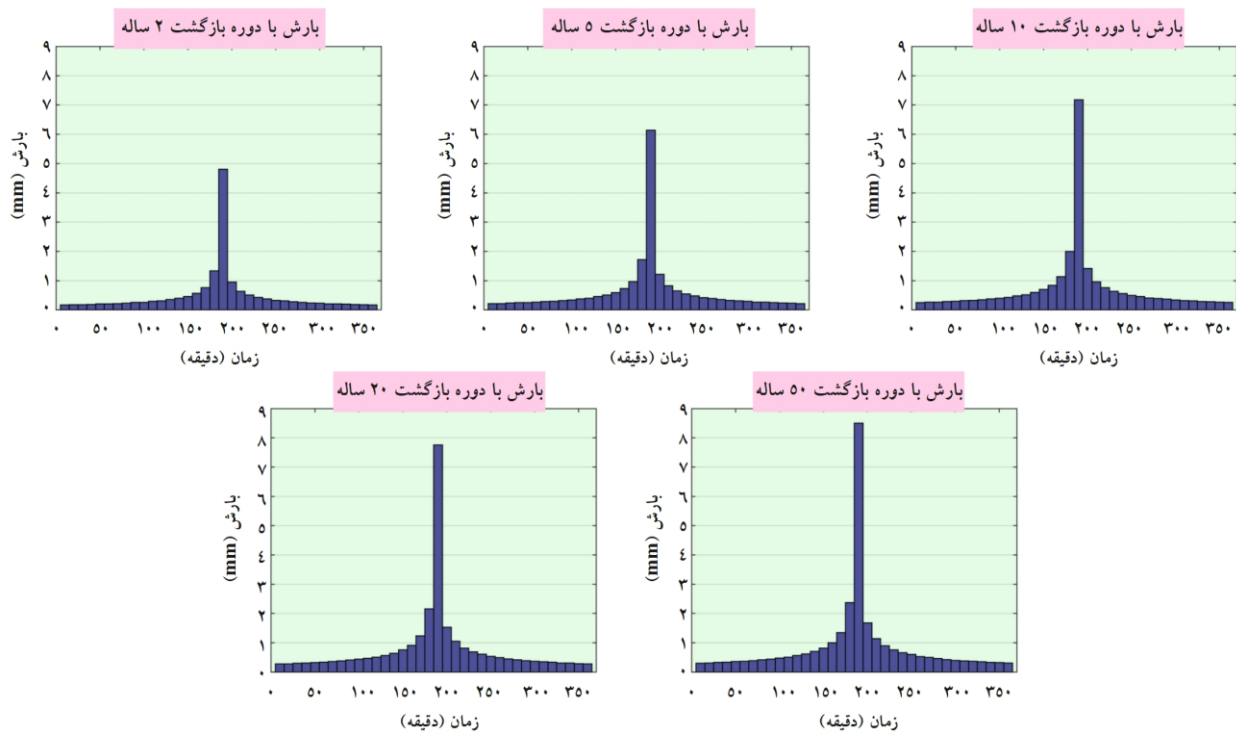 بارش با دوره بازگشت ۲ ساله
۹
۸
۷
۶
۵
۴
۳
۲
۱
۰
بارش (mm)
۰ ۵۰ ۱۰۰ ۱۵۰ ۲۰۰ ۲۵۰ ۳۰۰ ۳۵۰
زمان (دقیقه)
بارش با دوره بازگشت ۵ ساله
۹
۸
۷
۶
۵
۴
۳
۲
۱
۰
بارش (mm)
۰ ۵۰ ۱۰۰ ۱۵۰ ۲۰۰ ۲۵۰ ۳۰۰ ۳۵۰
زمان (دقیقه)
بارش با دوره بازگشت ۱۰ ساله
۹
۸
۷
۶
۵
۴
۳
۲
۱
۰
بارش (mm)
۰ ۵۰ ۱۰۰ ۱۵۰ ۲۰۰ ۲۵۰ ۳۰۰ ۳۵۰
زمان (دقیقه)
بارش با دوره بازگشت ۲۰ ساله
۹
۸
۷
۶
۵
۴
۳
۲
۱
۰
بارش (mm)
۰ ۵۰ ۱۰۰ ۱۵۰ ۲۰۰ ۲۵۰ ۳۰۰ ۳۵۰
زمان (دقیقه)
بارش با دوره بازگشت ۵۰ ساله
۹
۸
۷
۶
۵
۴
۳
۲
۱
۰
بارش (mm)
۰ ۵۰ ۱۰۰ ۱۵۰ ۲۰۰ ۲۵۰ ۳۰۰ ۳۵۰
زمان (دقیقه)